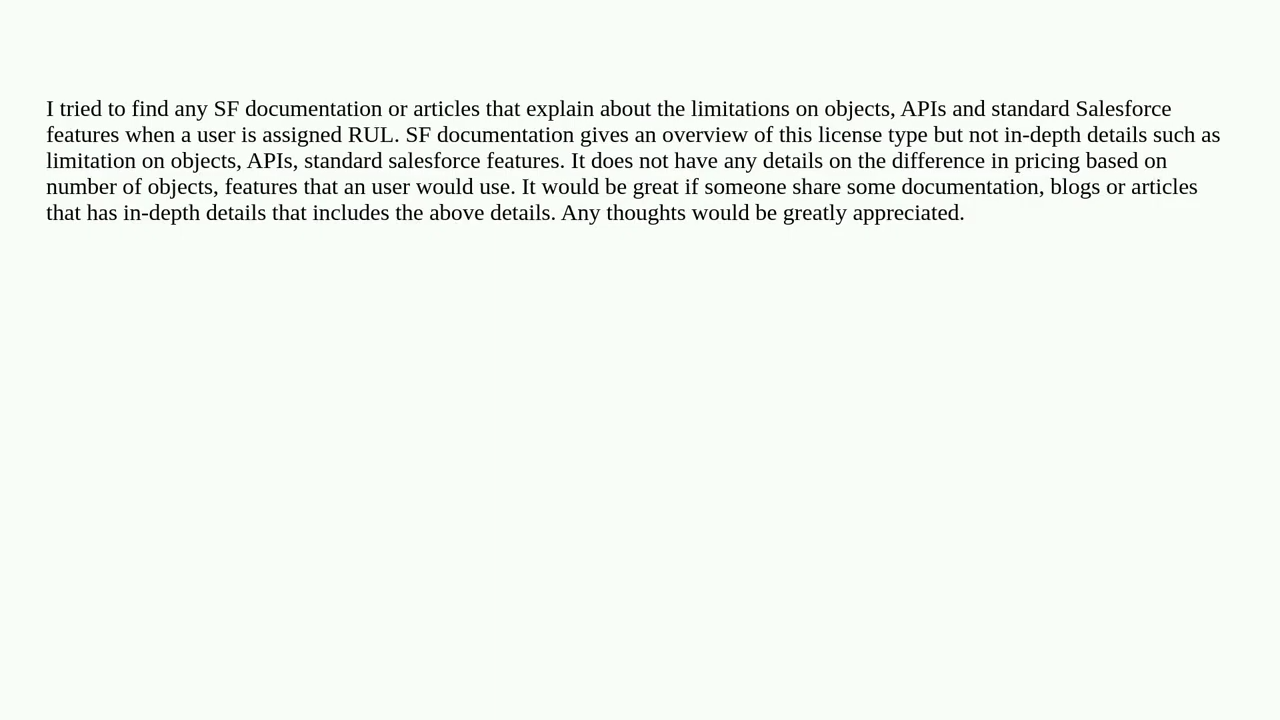 I tried to find any SF documentation or articles that explain about the limitations on objects, APIs and standard Salesforce
features when a user is assigned RUL. SF documentation gives an overview of this license type but not in-depth details such as
limitation on objects, APIs, standard salesforce features. It does not have any details on the difference in pricing based on
number of objects, features that an user would use. It would be great if someone share some documentation, blogs or articles
that has in-depth details that includes the above details. Any thoughts would be greatly appreciated.